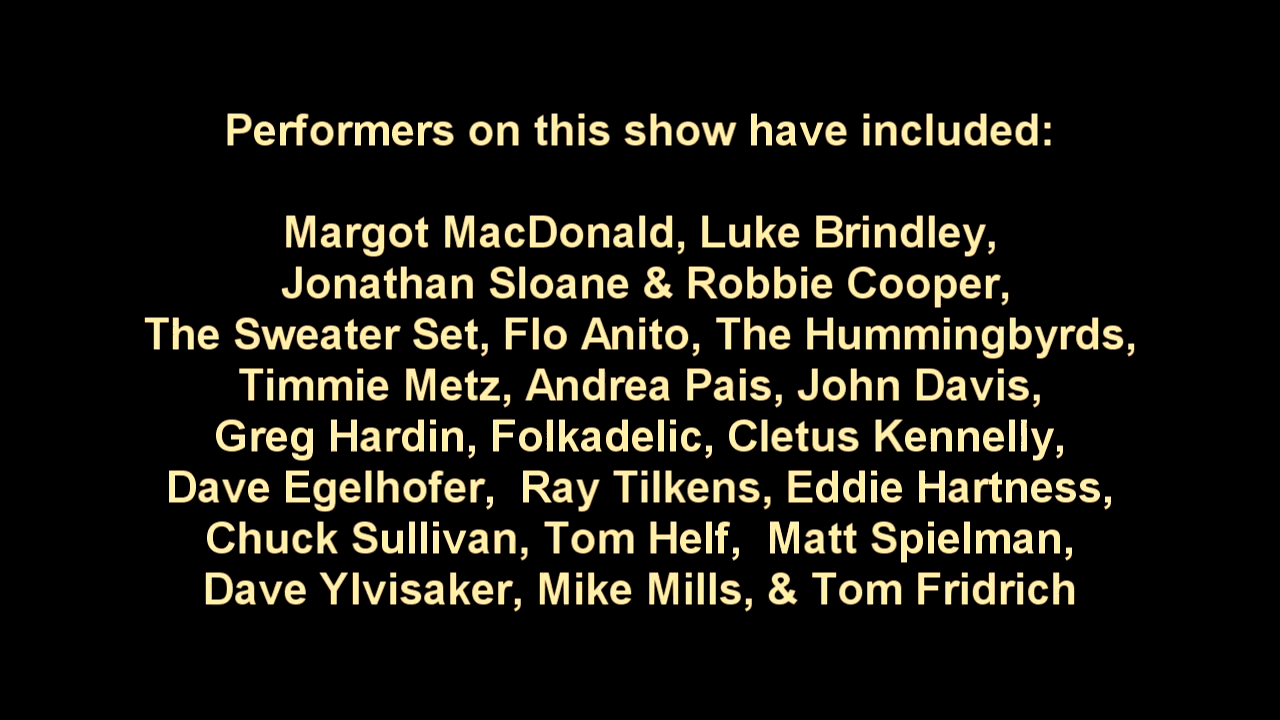 Performers on this show have included:
Margot MacDonald, Luke Brindley,
Jonathan Sloane & Robbie Cooper,
The Sweater Set, Flo Anito, The Hummingbyrds,
Timmie Metz, Andrea Pais, John Davis,
Greg Hardin, Folkadelic, Cletus Kennelly,
Dave Egelhofer,  Ray Tilkens, Eddie Hartness,
Chuck Sullivan, Tom Helf,  Matt Spielman,
Dave Ylvisaker, Mike Mills, & Tom Fridrich